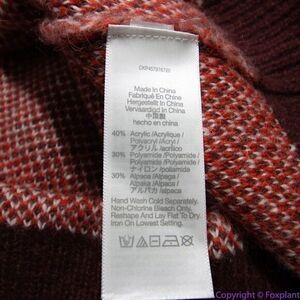 Made In China
Fabriqué En Chine
Hergestellt In China
Vervaardigd In China
中国製
hecho en china
40% Acrylic /Acrylique /
Polyacryl /Acryl /
アクリル /acrílico
30% Polyamide /Polyamide /
Polyamid /Polyamide /
ナイロン /poliamida
30% Alpaca /Alpaga /
Alpaka /Alpaca /
アルパカ /alpaca
Hand Wash Cold Separately.
Non-Chlorine Bleach Only.
Reshape And Lay Flat To Dry.
Iron On Lowest Setting.
Copyright © Foxplant